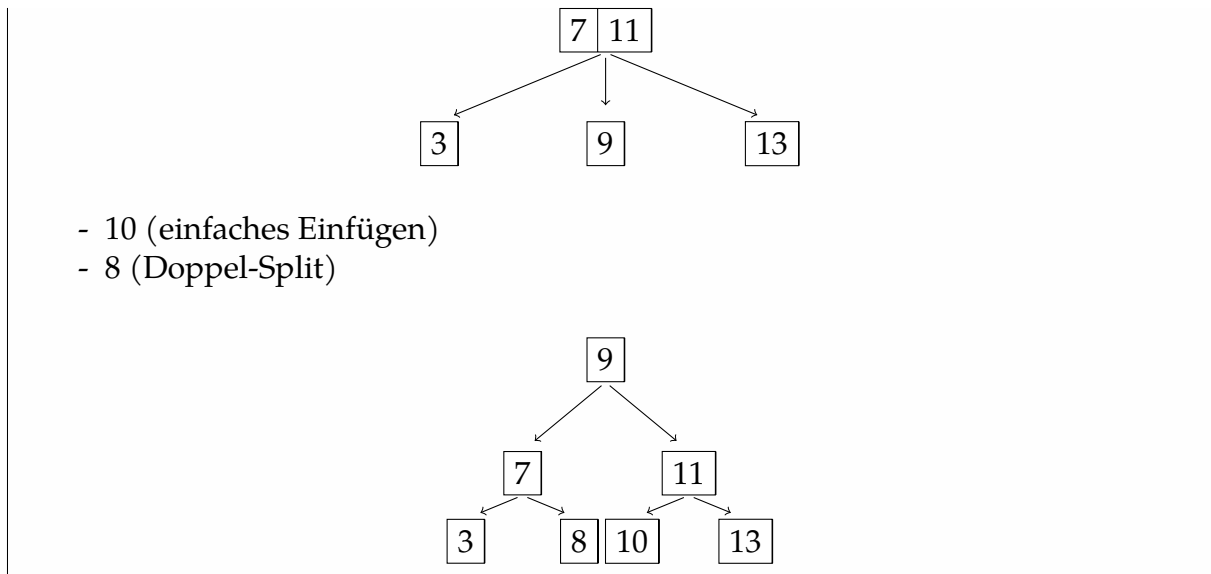 7 11
3 9 13
- 10 (einfaches Einfügen)
- 8 (Doppel-Split)
9
7 11
3 8 10 13